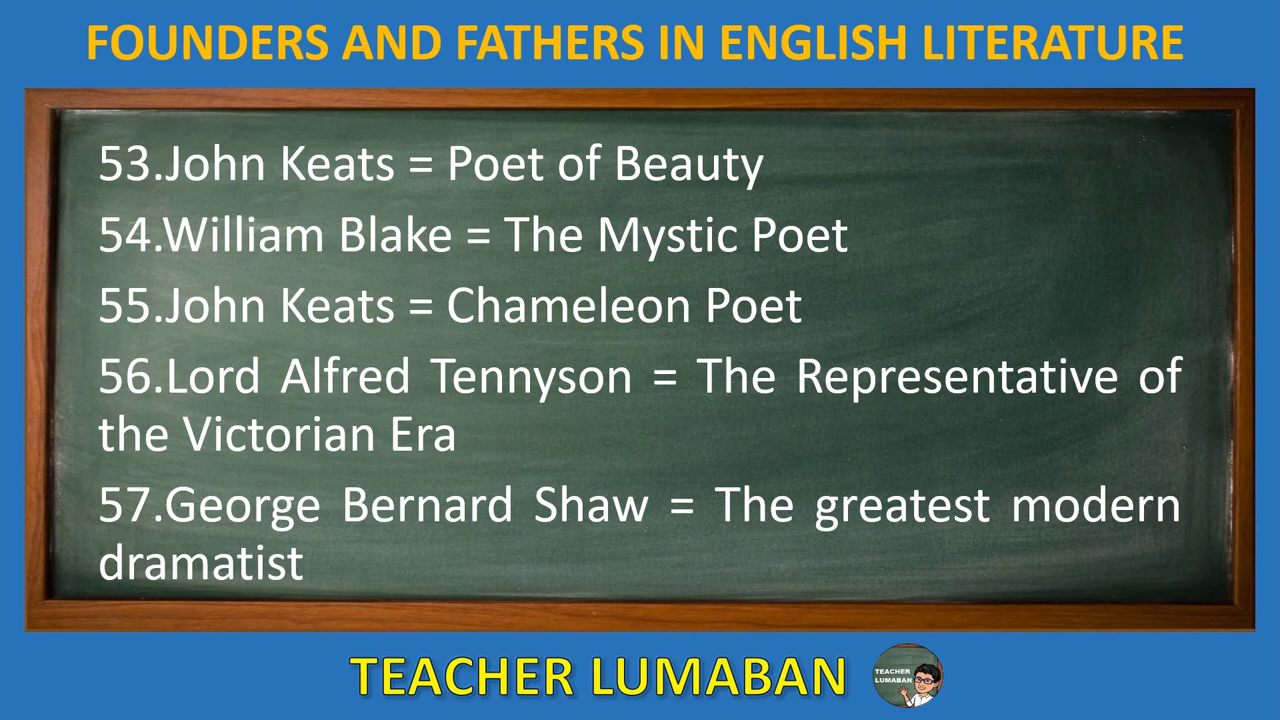 FOUNDERS AND FATHERS IN ENGLISH LITERATURE
53.John Keats = Poet of Beauty
54.William Blake = The Mystic Poet
55.John Keats = Chameleon Poet
56.Lord Alfred Tennyson = The Representative of
the Victorian Era
57.George Bernard Shaw = The greatest modern
dramatist
TEACHER LUMABAN
TEACHER
LUMABAN